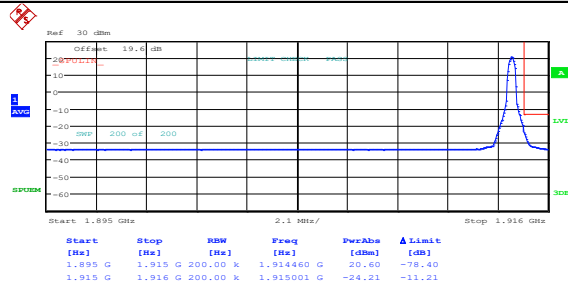 R S
Ref 30 dBm
Offset 19.6 dB
20
LIMIT CHECK PASS
10
A
0
1
AVG
-10
LVL
-20
SWP 200 of 200
-30
-40
-50
-60
3DB
Start 1.895 GHz 2.1 MHz/ Stop 1.916 GHz
Start Stop RBW Freq PwrAbs Δ Limit
[Hz] [Hz] [Hz] [dBm] [dB]
1.895 G 1.915 G 200.00 k 1.914460 G 20.60 -78.40
1.915 G 1.916 G 200.00 k 1.915001 G -24.21 -11.21